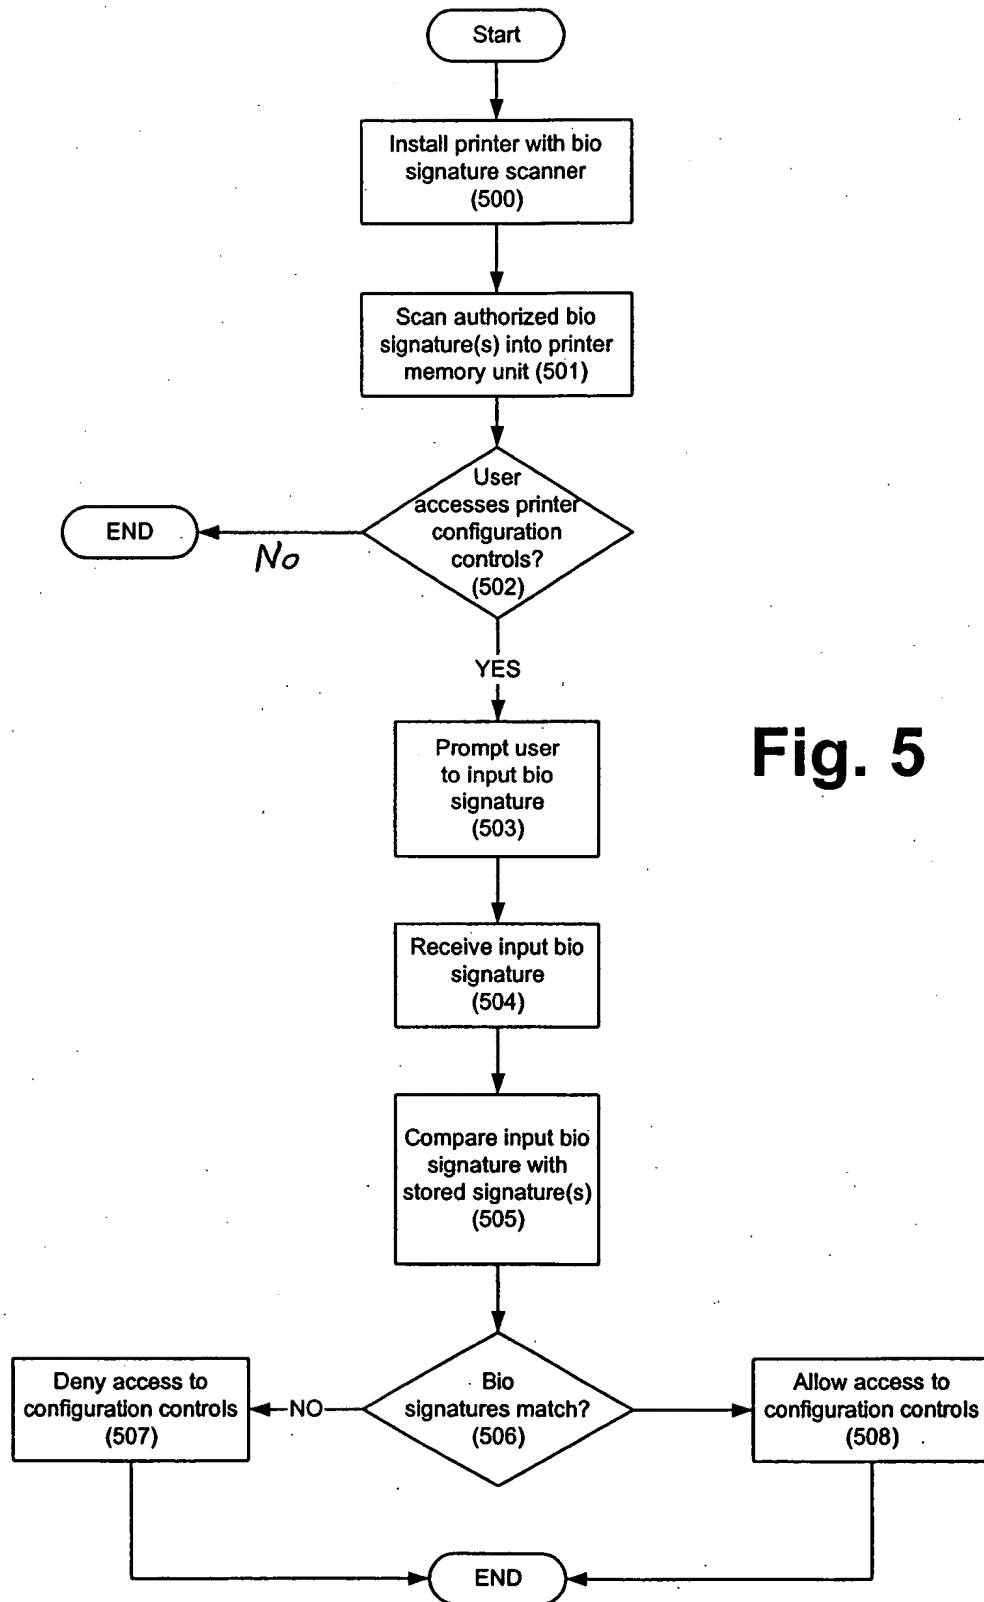 Start
Install printer with bio
signature scanner
(500)
Scan authorized bio
signature(s) into printer
memory unit (501)
User
accesses printer
configuration
controls?
(502)
END
No
YES
Prompt user
to input bio
signature
(503)
Fig. 5
Receive input bio
signature
(504)
Compare input bio
signature with
stored signature(s)
(505)
Bio
signatures match?
(506)
NO
Deny access to
configuration controls
(507)
Allow access to
configuration controls
(508)
END